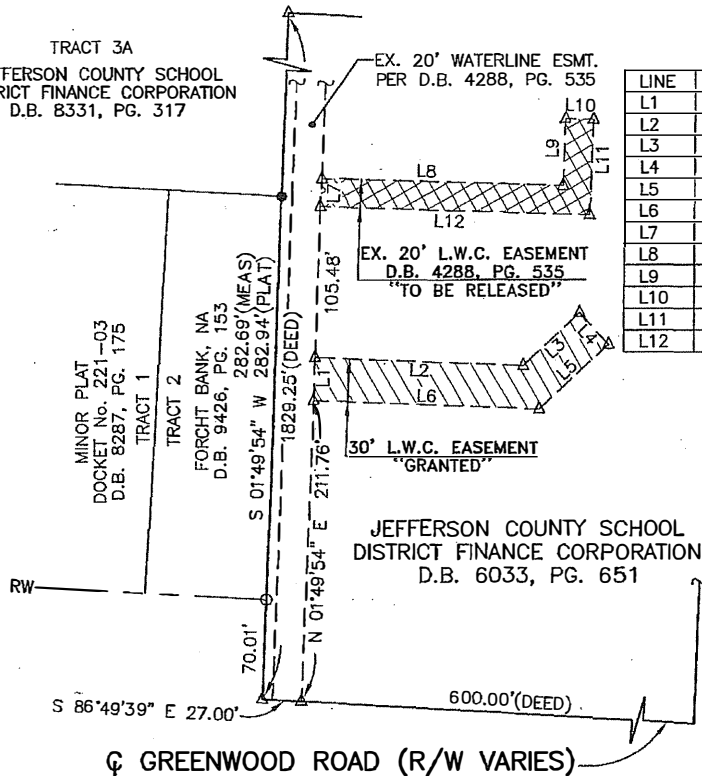 TRACT 3A
FFERSON COUNTY SCHOOL
RICT FINANCE CORPORATION
D.B. 8331, PG. 317
EX. 20' WATERLINE ESMT.
PER D.B. 4288, PG. 535
LINE
L1
L2
L3
L4
L5
L6
L7
L8
L9
L10
L11
L12
L10
L9
L11
L8
L7
L12
EX. 20' L.W.C. EASEMENT
D.B. 4288, PG. 535
"TO BE RELEASED"
105.48'
L3
L4
L5
L2
L1
L6
30' L.W.C. EASEMENT
"GRANTED"
MINOR PLAT
DOCKET No. 221-03
D.B. 8287, PG. 175
TRACT 1
TRACT 2
FORCHT BANK, NA
D.B. 9426, PG. 153
282.69'(MEAS)
S 01°49'54" W 282.94'(PLAT)
1829.25'(DEED)
N 01°49'54" E 211.76'
JEFFERSON COUNTY SCHOOL
DISTRICT FINANCE CORPORATION
D.B. 6033, PG. 651
RW
70.01'
S 86°49'39" E 27.00'
600.00'(DEED)
℄ GREENWOOD ROAD (R/W VARIES)